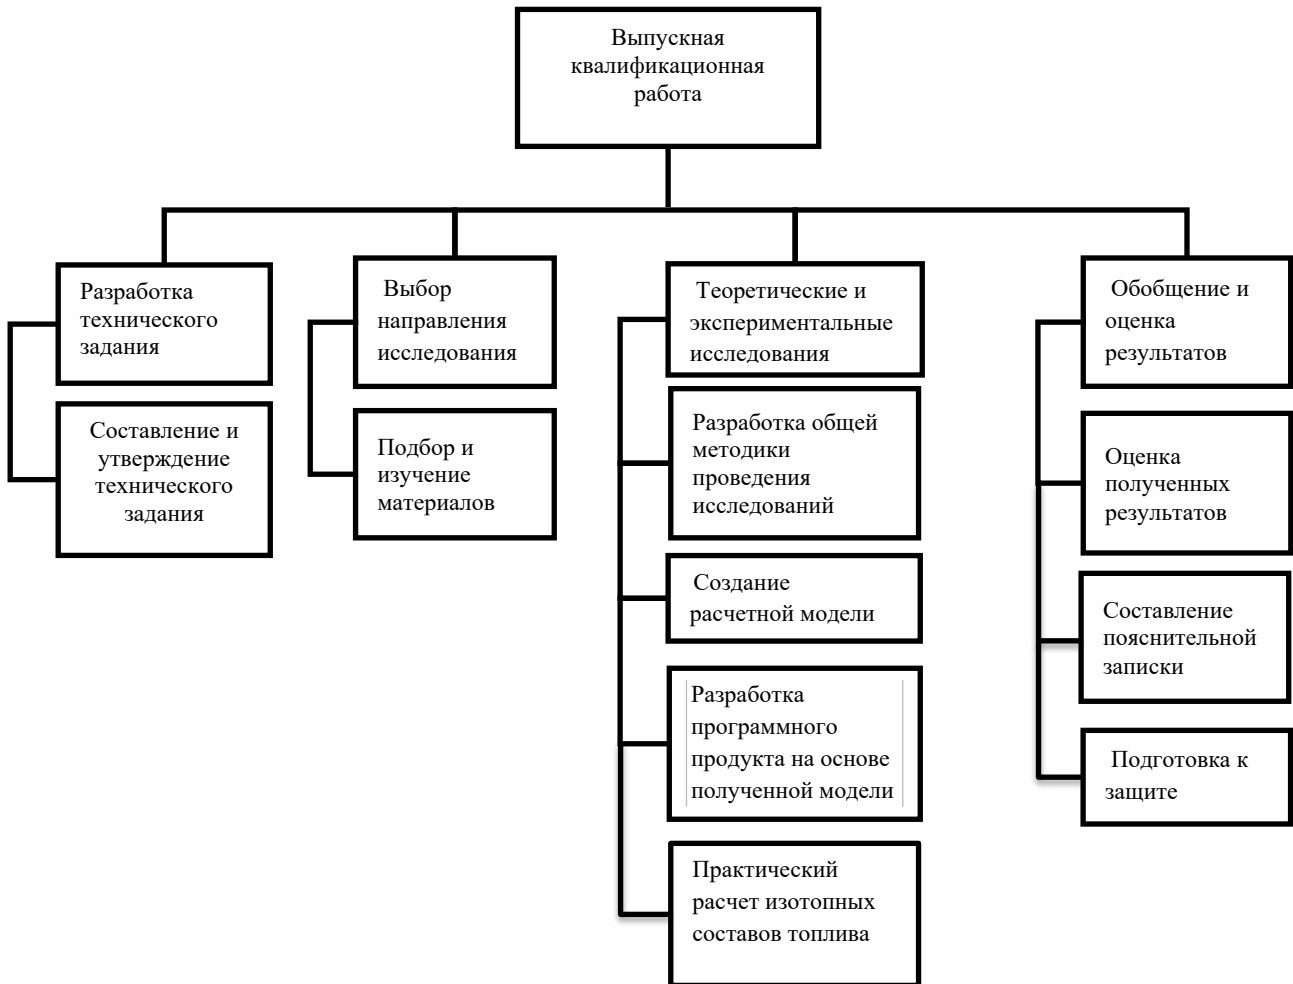 Выпускная
квалификационная
работа
Разработка
технического
задания
Составление и
утверждение
технического
задания
Выбор
направления
исследования
Подбор и
изучение
материалов
Теоретические и
экспериментальные
исследования
Разработка общей
методики
проведения
исследований
Создание
расчетной модели
Разработка
программного
продукта на основе
полученной модели
Практический
расчет изотопных
составов топлива
Обобщение и
оценка
результатов
Оценка
полученных
результатов
Составление
пояснительной
записки
Подготовка к
защите